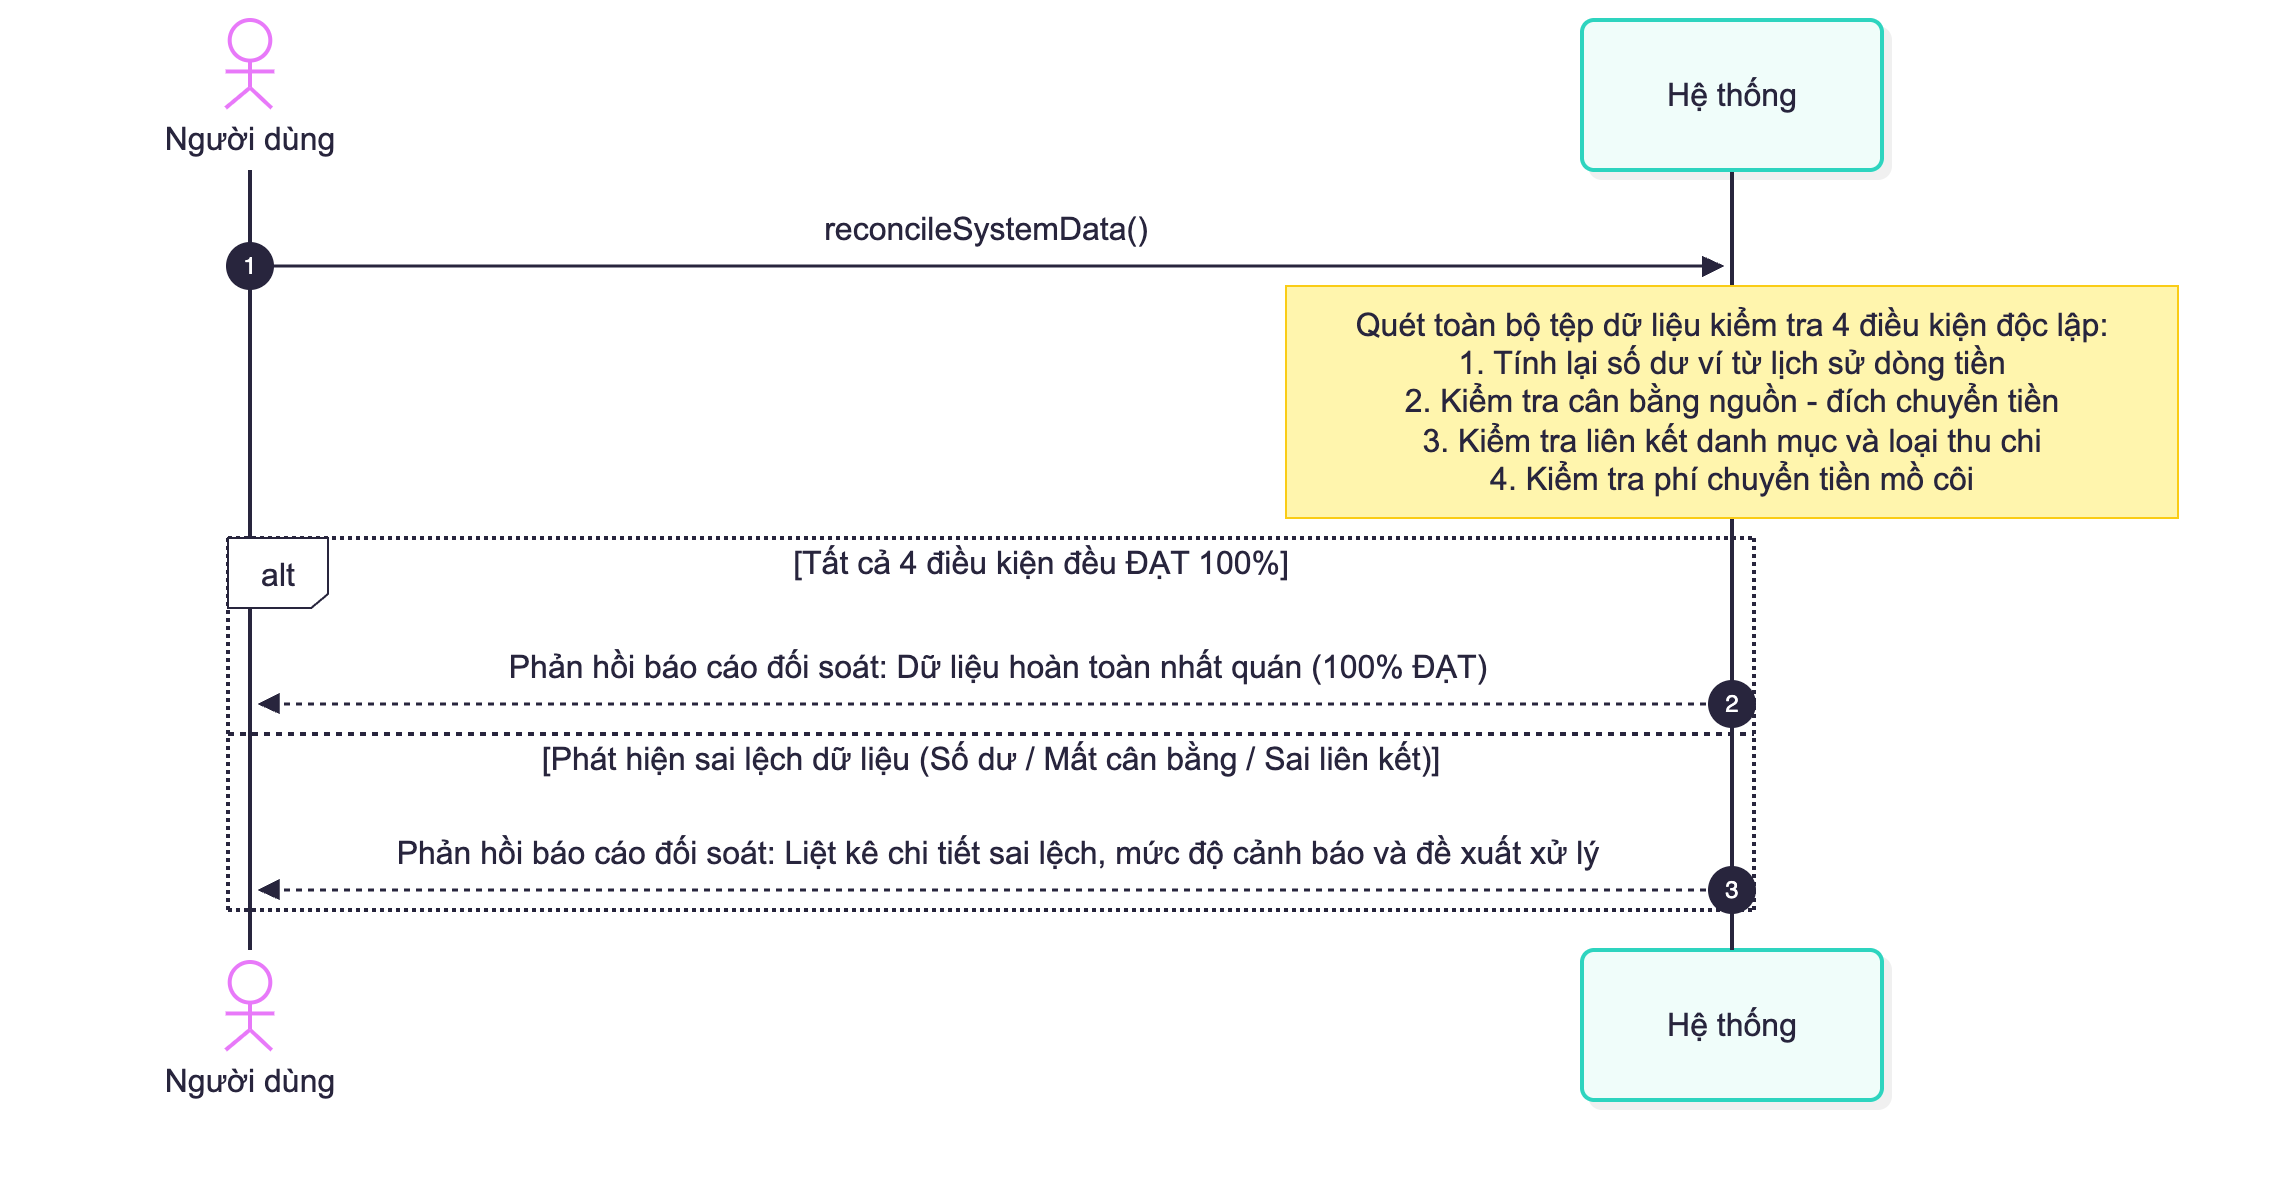 Người dùng
Hệ thống
reconcileSystemData()
1
Quét toàn bộ tệp dữ liệu kiểm tra 4 điều kiện độc lập:
1. Tính lại số dư ví từ lịch sử dòng tiền
2. Kiểm tra cân bằng nguồn - đích chuyển tiền
3. Kiểm tra liên kết danh mục và loại thu chi
4. Kiểm tra phí chuyển tiền mồ côi
alt
[Tất cả 4 điều kiện đều ĐẠT 100%]
Phản hồi báo cáo đối soát: Dữ liệu hoàn toàn nhất quán (100% ĐẠT)
2
[Phát hiện sai lệch dữ liệu (Số dư / Mất cân bằng / Sai liên kết)]
Phản hồi báo cáo đối soát: Liệt kê chi tiết sai lệch, mức độ cảnh báo và đề xuất xử lý
3
Người dùng
Hệ thống